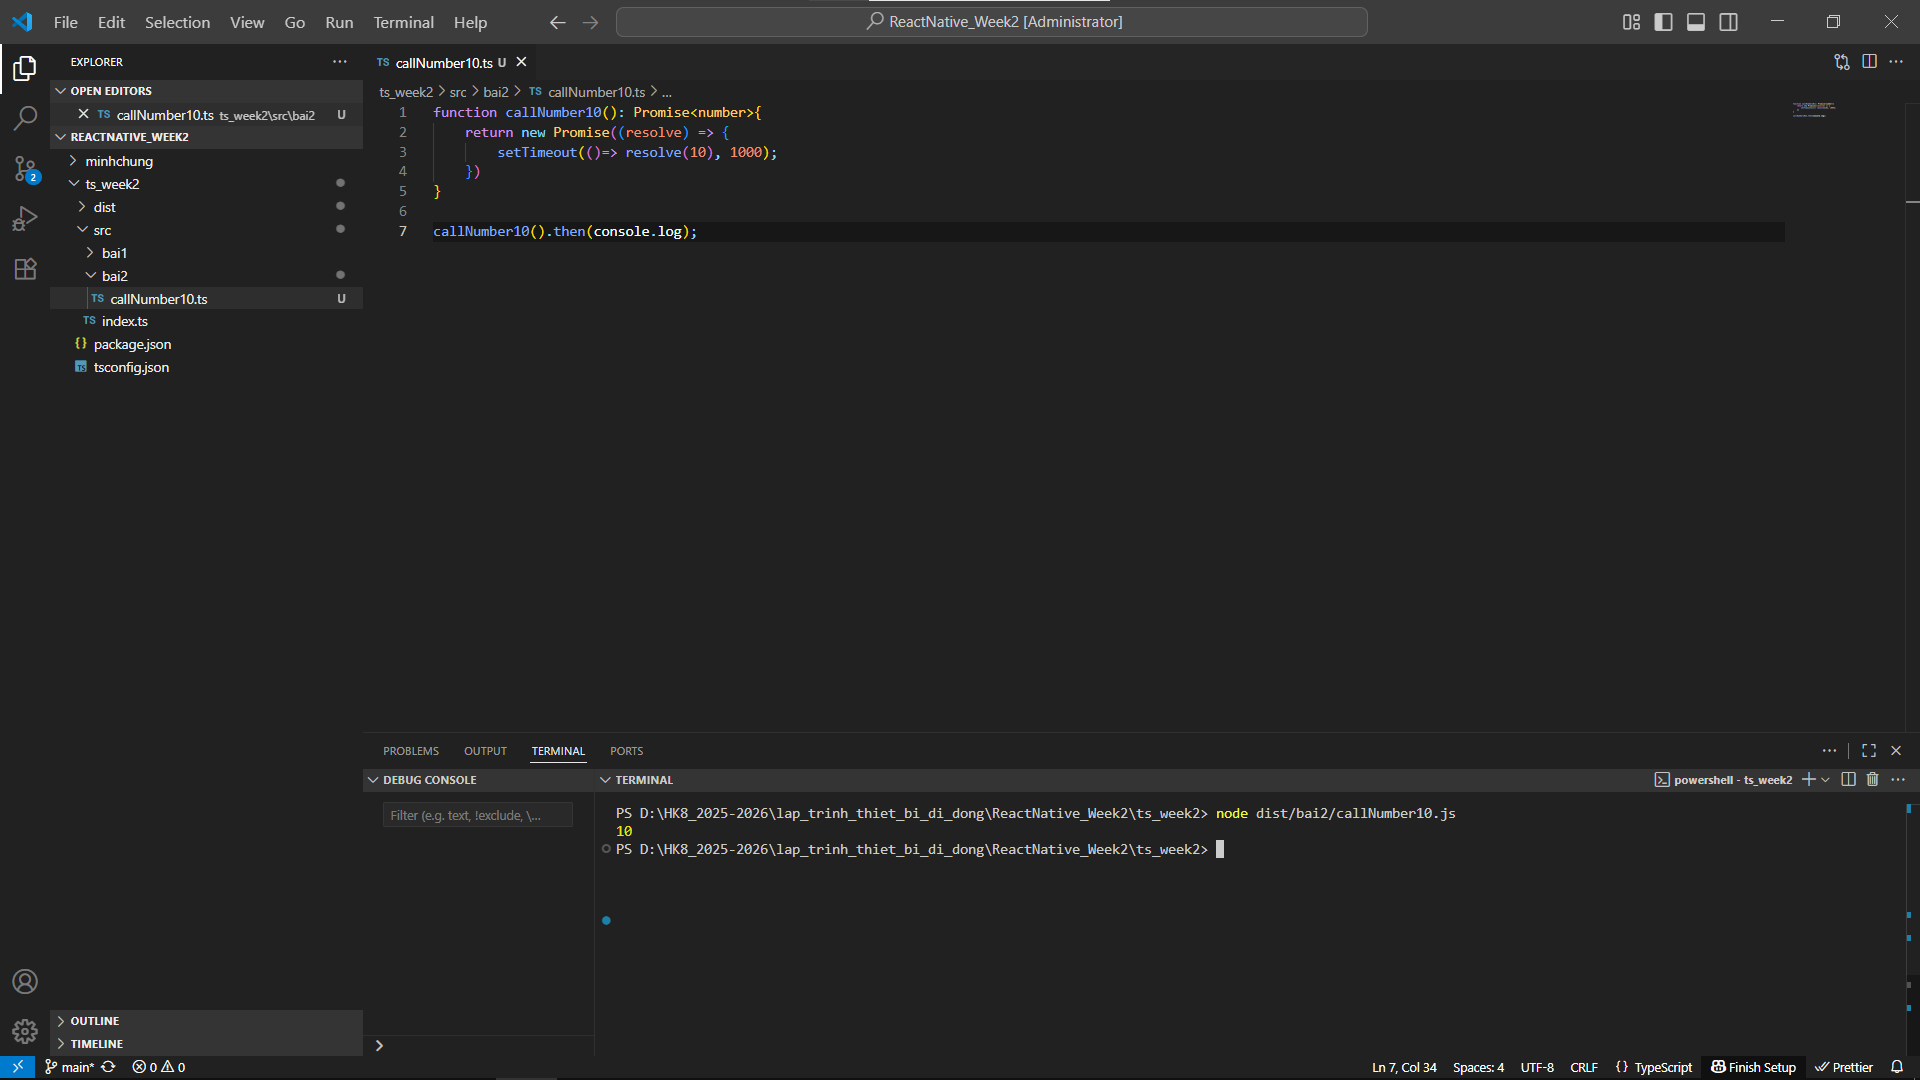 File Edit Selection View Go Run Terminal Help
ReactNative_Week2 [Administrator]
EXPLORER
OPEN EDITORS
TS callNumber10.ts ts_week2\src\bai2 U
REACTNATIVE_WEEK2
minhchung
ts_week2
dist
src
bai1
bai2
TS callNumber10.ts U
TS index.ts
{} package.json
TS tsconfig.json
OUTLINE
TIMELINE
TS callNumber10.ts U
ts_week2 > src > bai2 > TS callNumber10.ts > ...
1 function callNumber10(): Promise<number>{
2 return new Promise((resolve) => {
3 setTimeout(()=> resolve(10), 1000);
4 })
5 }
6
7 callNumber10().then(console.log);
PROBLEMS OUTPUT TERMINAL PORTS
DEBUG CONSOLE
Filter (e.g. text, !exclude, \...
TERMINAL
powershell - ts_week2
PS D:\HK8_2025-2026\lap_trinh_thiet_bi_di_dong\ReactNative_Week2\ts_week2> node dist/bai2/callNumber10.js
10
PS D:\HK8_2025-2026\lap_trinh_thiet_bi_di_dong\ReactNative_Week2\ts_week2>
2
main* 0 0
Ln 7, Col 34 Spaces: 4 UTF-8 CRLF {} TypeScript Finish Setup Prettier